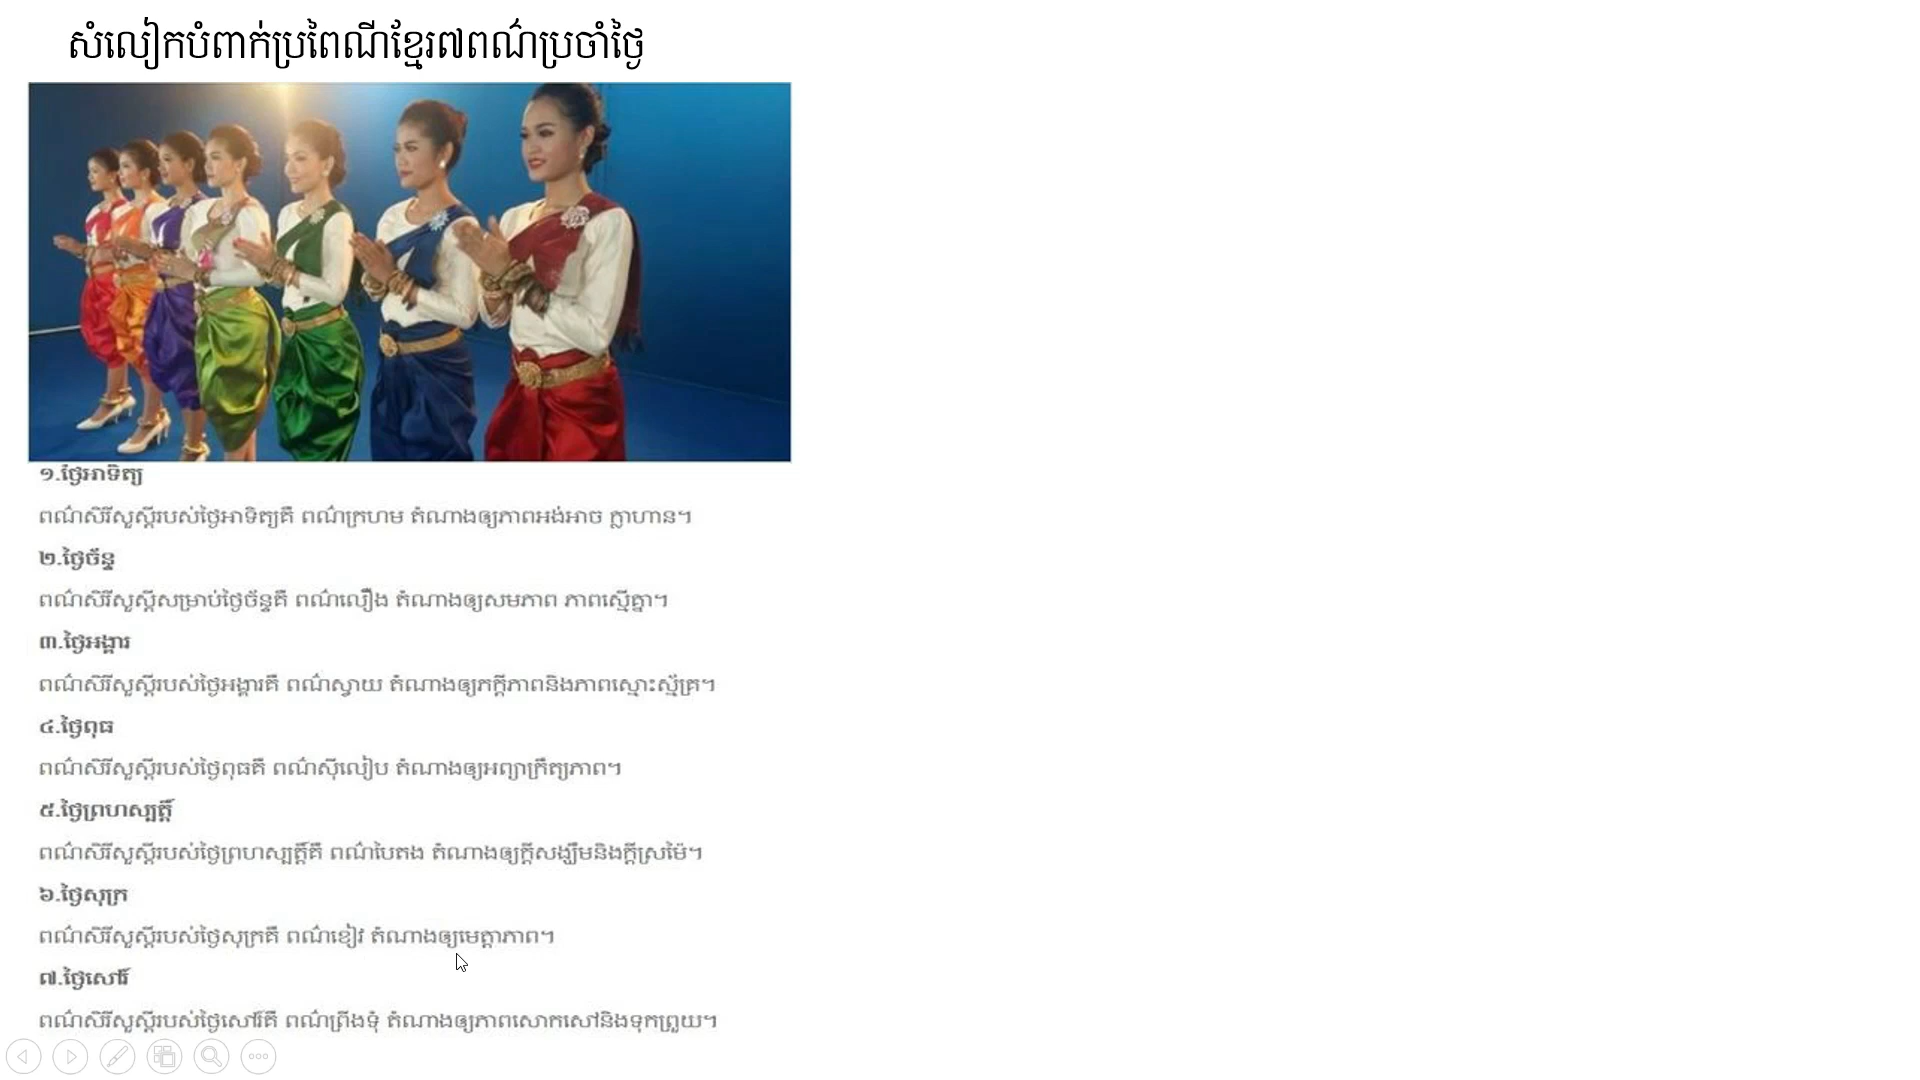 សំលៀកបំពាក់ប្រពៃណីខ្មែរ៧ពណ៌ប្រចាំថ្ងៃ
១.ថ្ងៃអាទិត្យ
ពណ៌សិរីសួស្តីរបស់ថ្ងៃអាទិត្យគឺ ពណ៌ក្រហម តំណាងឲ្យភាពអង់អាច ក្លាហាន។
២.ថ្ងៃច័ន្ទ
ពណ៌សិរីសួស្តីសម្រាប់ថ្ងៃច័ន្ទគឺ ពណ៌លឿង តំណាងឲ្យសមភាព ភាពស្មើគ្នា។
៣.ថ្ងៃអង្គារ
ពណ៌សិរីសួស្តីរបស់ថ្ងៃអង្គារគឺ ពណ៌ស្វាយ តំណាងឲ្យភក្តីភាពនិងភាពស្មោះស្ម័គ្រ។
៤.ថ្ងៃពុធ
ពណ៌សិរីសួស្តីរបស់ថ្ងៃពុធគឺ ពណ៌ស៊ីលៀប តំណាងឲ្យអព្យាក្រឹត្យភាព។
៥.ថ្ងៃព្រហស្បត្តិ៍
ពណ៌សិរីសួស្តីរបស់ថ្ងៃព្រហស្បត្តិ៍គឺ ពណ៌បៃតង តំណាងឲ្យក្តីសង្ឃឹមនិងក្តីស្រម៉ៃ។
៦.ថ្ងៃសុក្រ
ពណ៌សិរីសួស្តីរបស់ថ្ងៃសុក្រគឺ ពណ៌ខៀវ តំណាងឲ្យមេត្តាភាព។
៧.ថ្ងៃសៅរ៍
ពណ៌សិរីសួស្តីរបស់ថ្ងៃសៅរ៍គឺ ពណ៌ព្រីងទុំ តំណាងឲ្យភាពសោកសៅនិងទុកព្រួយ។